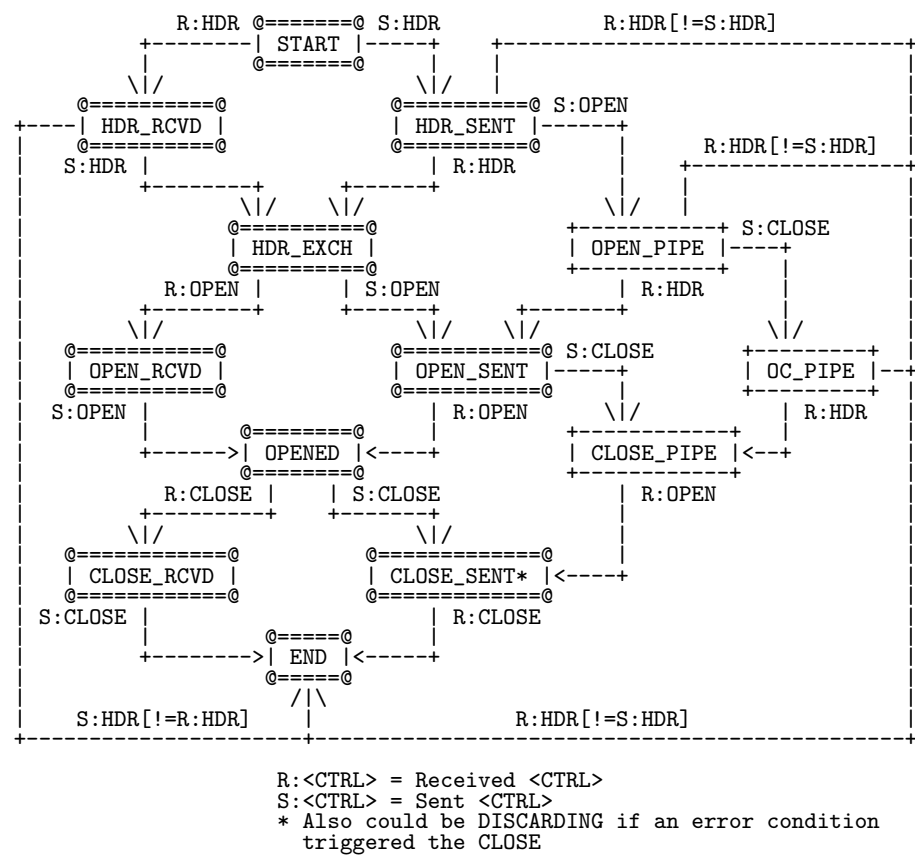 R:HDR @=======@ S:HDR R:HDR[!=S:HDR]
START
HDR_RCVD HDR_SENT S:OPEN
R:HDR[!=S:HDR]
S:HDR R:HDR
HDR_EXCH OPEN_PIPE S:CLOSE
R:OPEN S:OPEN R:HDR
OPEN_RCVD OPEN_SENT S:CLOSE OC_PIPE
S:OPEN R:OPEN R:HDR
OPENED CLOSE_PIPE
R:CLOSE S:CLOSE R:OPEN
CLOSE_RCVD CLOSE_SENT*
S:CLOSE R:CLOSE
END
S:HDR[!=R:HDR] R:HDR[!=S:HDR]
R:<CTRL> = Received <CTRL>
S:<CTRL> = Sent <CTRL>
* Also could be DISCARDING if an error condition
triggered the CLOSE